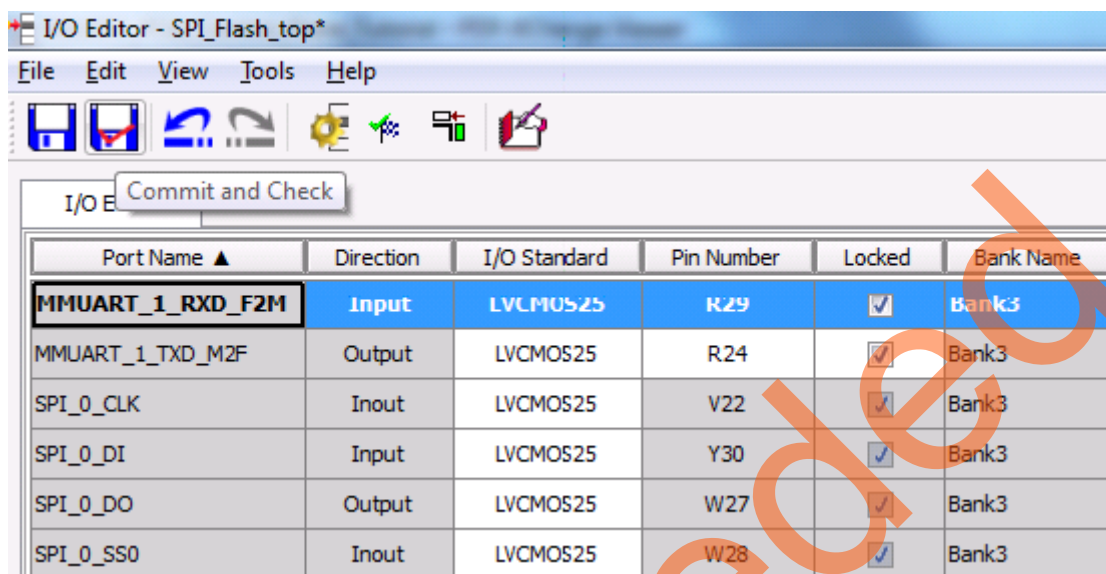 I/O Editor - SPI_Flash_top*
File Edit View Tools Help
Commit and Check
I/O E
Port Name ▲ Direction I/O Standard Pin Number Locked Bank Name
MMUART_1_RXD_F2M Input LVCMOS25 R29 Bank3
MMUART_1_TXD_M2F Output LVCMOS25 R24 Bank3
SPI_0_CLK Inout LVCMOS25 V22 Bank3
SPI_0_DI Input LVCMOS25 Y30 Bank3
SPI_0_DO Output LVCMOS25 W27 Bank3
SPI_0_SS0 Inout LVCMOS25 W28 Bank3
ded